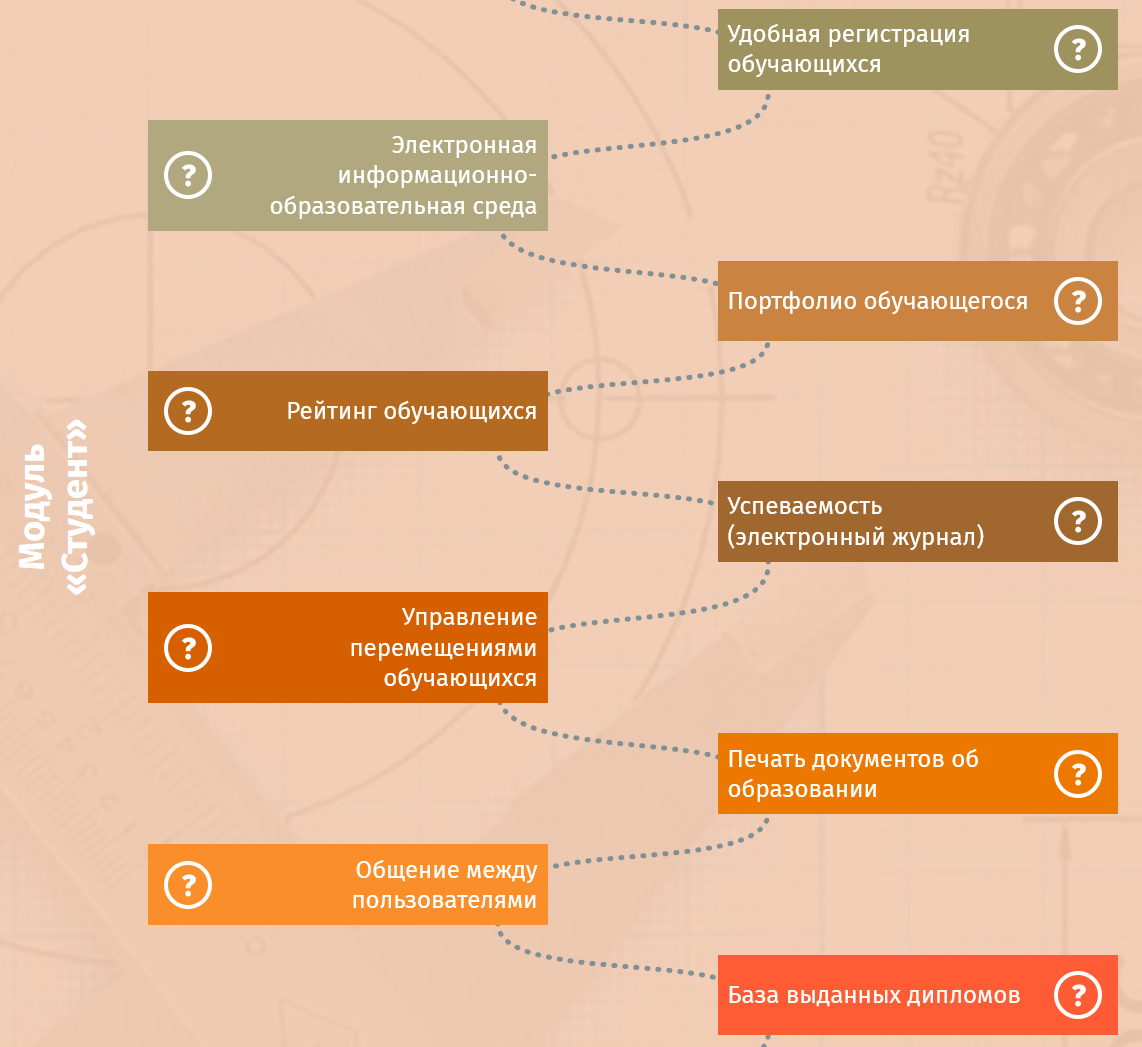 Удобная регистрация
обучающихся
?
Электронная
информационно-
образовательная среда
?
Rz40
Портфолио обучающегося
?
Рейтинг обучающихся
?
Модуль
«Студент»
Успеваемость
(электронный журнал)
?
Управление
перемещениями
обучающихся
?
Печать документов об
образовании
?
Общение между
пользователями
?
База выданных дипломов
?